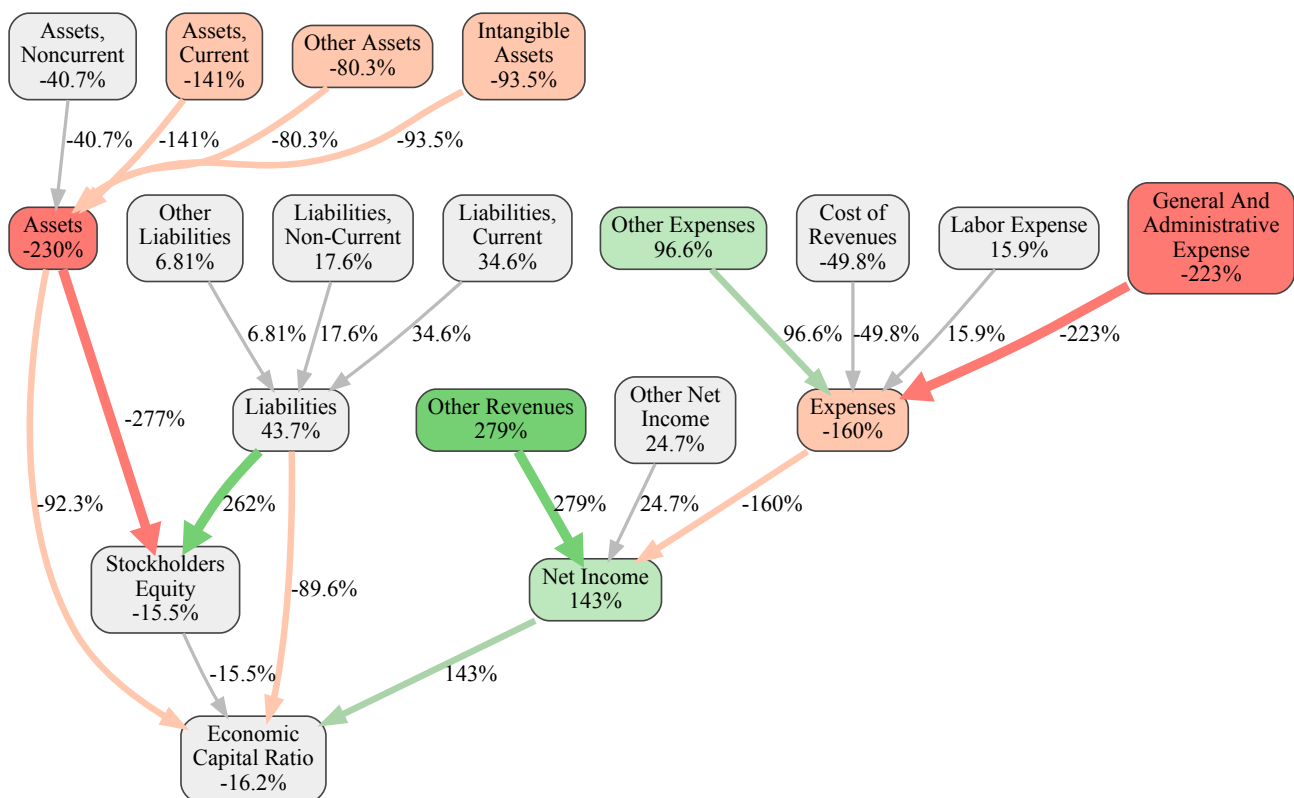 Assets,
Noncurrent
-40.7%
Assets,
Current
-141%
Other Assets
-80.3%
Intangible
Assets
-93.5%
-40.7%
-141%
-80.3%
-93.5%
Assets
-230%
Other
Liabilities
6.81%
Liabilities,
Non-Current
17.6%
Liabilities,
Current
34.6%
Other Expenses
96.6%
Cost of
Revenues
-49.8%
Labor Expense
15.9%
General And
Administrative
Expense
-223%
6.81%
17.6%
34.6%
96.6%
-49.8%
15.9%
-223%
-277%
Liabilities
43.7%
Other Revenues
279%
Other Net
Income
24.7%
Expenses
-160%
-92.3%
262%
279%
24.7%
-160%
Stockholders
Equity
-15.5%
-89.6%
Net Income
143%
-15.5%
143%
Economic
Capital Ratio
-16.2%